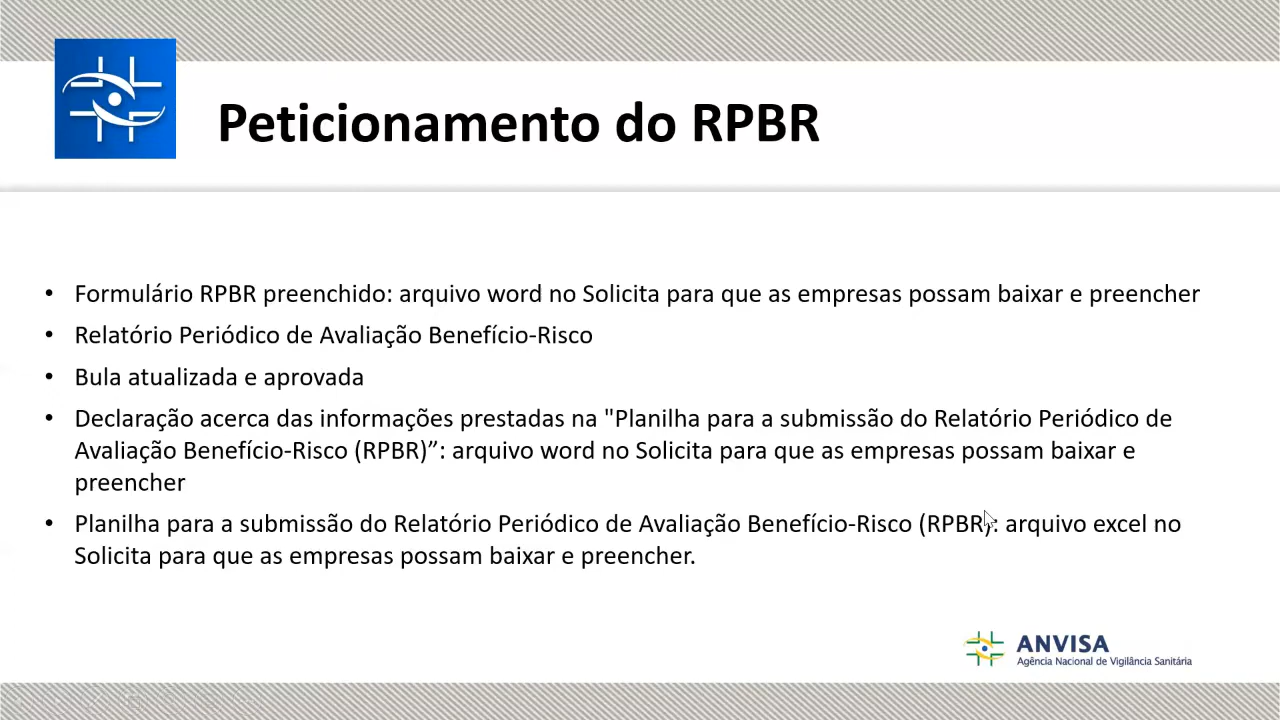 Peticionamento do RPBR
• Formulário RPBR preenchido: arquivo word no Solicita para que as empresas possam baixar e preencher
• Relatório Periódico de Avaliação Benefício-Risco
• Bula atualizada e aprovada
• Declaração acerca das informações prestadas na "Planilha para a submissão do Relatório Periódico de
Avaliação Benefício-Risco (RPBR)”: arquivo word no Solicita para que as empresas possam baixar e
preencher
• Planilha para a submissão do Relatório Periódico de Avaliação Benefício-Risco (RPBR): arquivo excel no
Solicita para que as empresas possam baixar e preencher.
ANVISA
Agência Nacional de Vigilância Sanitária